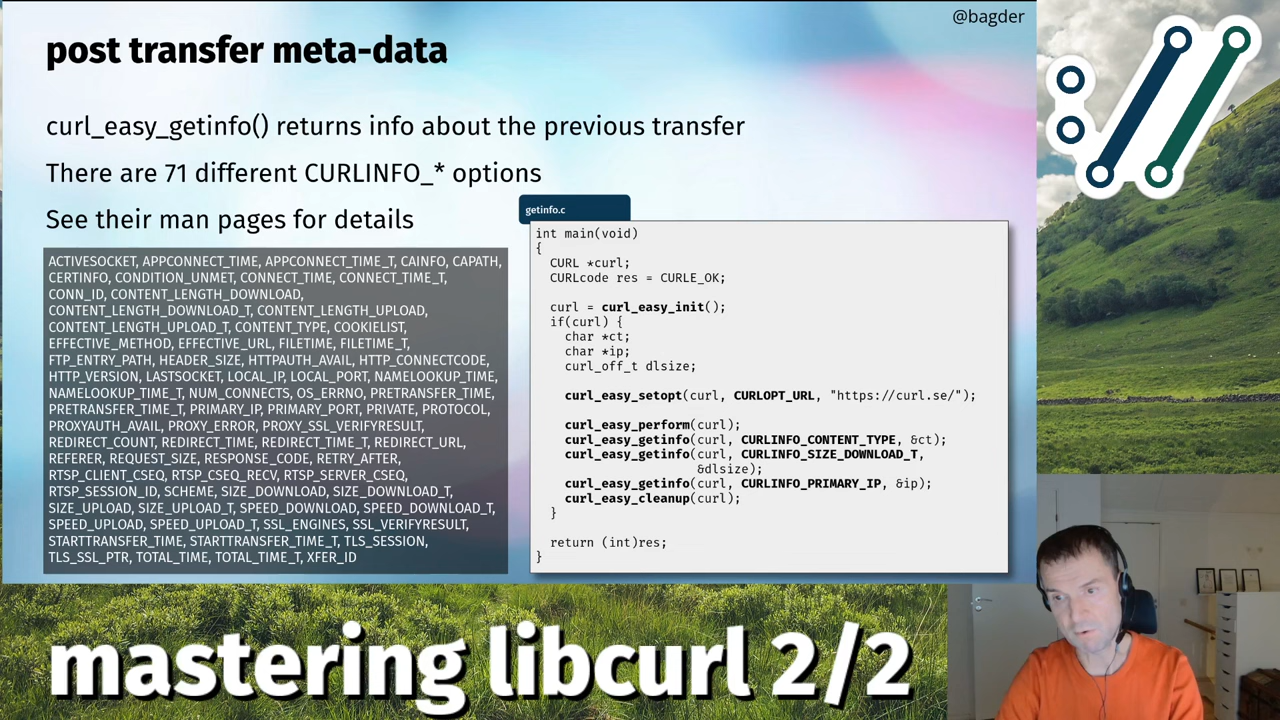 @bagder
post transfer meta-data
curl_easy_getinfo() returns info about the previous transfer
There are 71 different CURLINFO_* options
See their man pages for details
ACTIVESOCKET, APPCONNECT_TIME, APPCONNECT_TIME_T, CAINFO, CAPATH,
CERTINFO, CONDITION_UNMET, CONNECT_TIME, CONNECT_TIME_T,
CONN_ID, CONTENT_LENGTH_DOWNLOAD,
CONTENT_LENGTH_DOWNLOAD_T, CONTENT_LENGTH_UPLOAD,
CONTENT_LENGTH_UPLOAD_T, CONTENT_TYPE, COOKIELIST,
EFFECTIVE_METHOD, EFFECTIVE_URL, FILETIME, FILETIME_T,
FTP_ENTRY_PATH, HEADER_SIZE, HTTPAUTH_AVAIL, HTTP_CONNECTCODE,
HTTP_VERSION, LASTSOCKET, LOCAL_IP, LOCAL_PORT, NAMELOOKUP_TIME,
NAMELOOKUP_TIME_T, NUM_CONNECTS, OS_ERRNO, PRETRANSFER_TIME,
PRETRANSFER_TIME_T, PRIMARY_IP, PRIMARY_PORT, PRIVATE, PROTOCOL,
PROXYAUTH_AVAIL, PROXY_ERROR, PROXY_SSL_VERIFYRESULT,
REDIRECT_COUNT, REDIRECT_TIME, REDIRECT_TIME_T, REDIRECT_URL,
REFERER, REQUEST_SIZE, RESPONSE_CODE, RETRY_AFTER,
RTSP_CLIENT_CSEQ, RTSP_CSEQ_RECV, RTSP_SERVER_CSEQ,
RTSP_SESSION_ID, SCHEME, SIZE_DOWNLOAD, SIZE_DOWNLOAD_T,
SIZE_UPLOAD, SIZE_UPLOAD_T, SPEED_DOWNLOAD, SPEED_DOWNLOAD_T,
SPEED_UPLOAD, SPEED_UPLOAD_T, SSL_ENGINES, SSL_VERIFYRESULT,
STARTTRANSFER_TIME, STARTTRANSFER_TIME_T, TLS_SESSION,
TLS_SSL_PTR, TOTAL_TIME, TOTAL_TIME_T, XFER_ID
getinfo.c
int main(void)
{
  CURL *curl;
  CURLcode res = CURLE_OK;
  curl = curl_easy_init();
  if(curl) {
    char *ct;
    char *ip;
    curl_off_t dlsize;
    curl_easy_setopt(curl, CURLOPT_URL, "https://curl.se/");
    curl_easy_perform(curl);
    curl_easy_getinfo(curl, CURLINFO_CONTENT_TYPE, &ct);
    curl_easy_getinfo(curl, CURLINFO_SIZE_DOWNLOAD_T,
                      &dlsize);
    curl_easy_getinfo(curl, CURLINFO_PRIMARY_IP, &ip);
    curl_easy_cleanup(curl);
  }
  return (int)res;
}
mastering libcurl 2/2